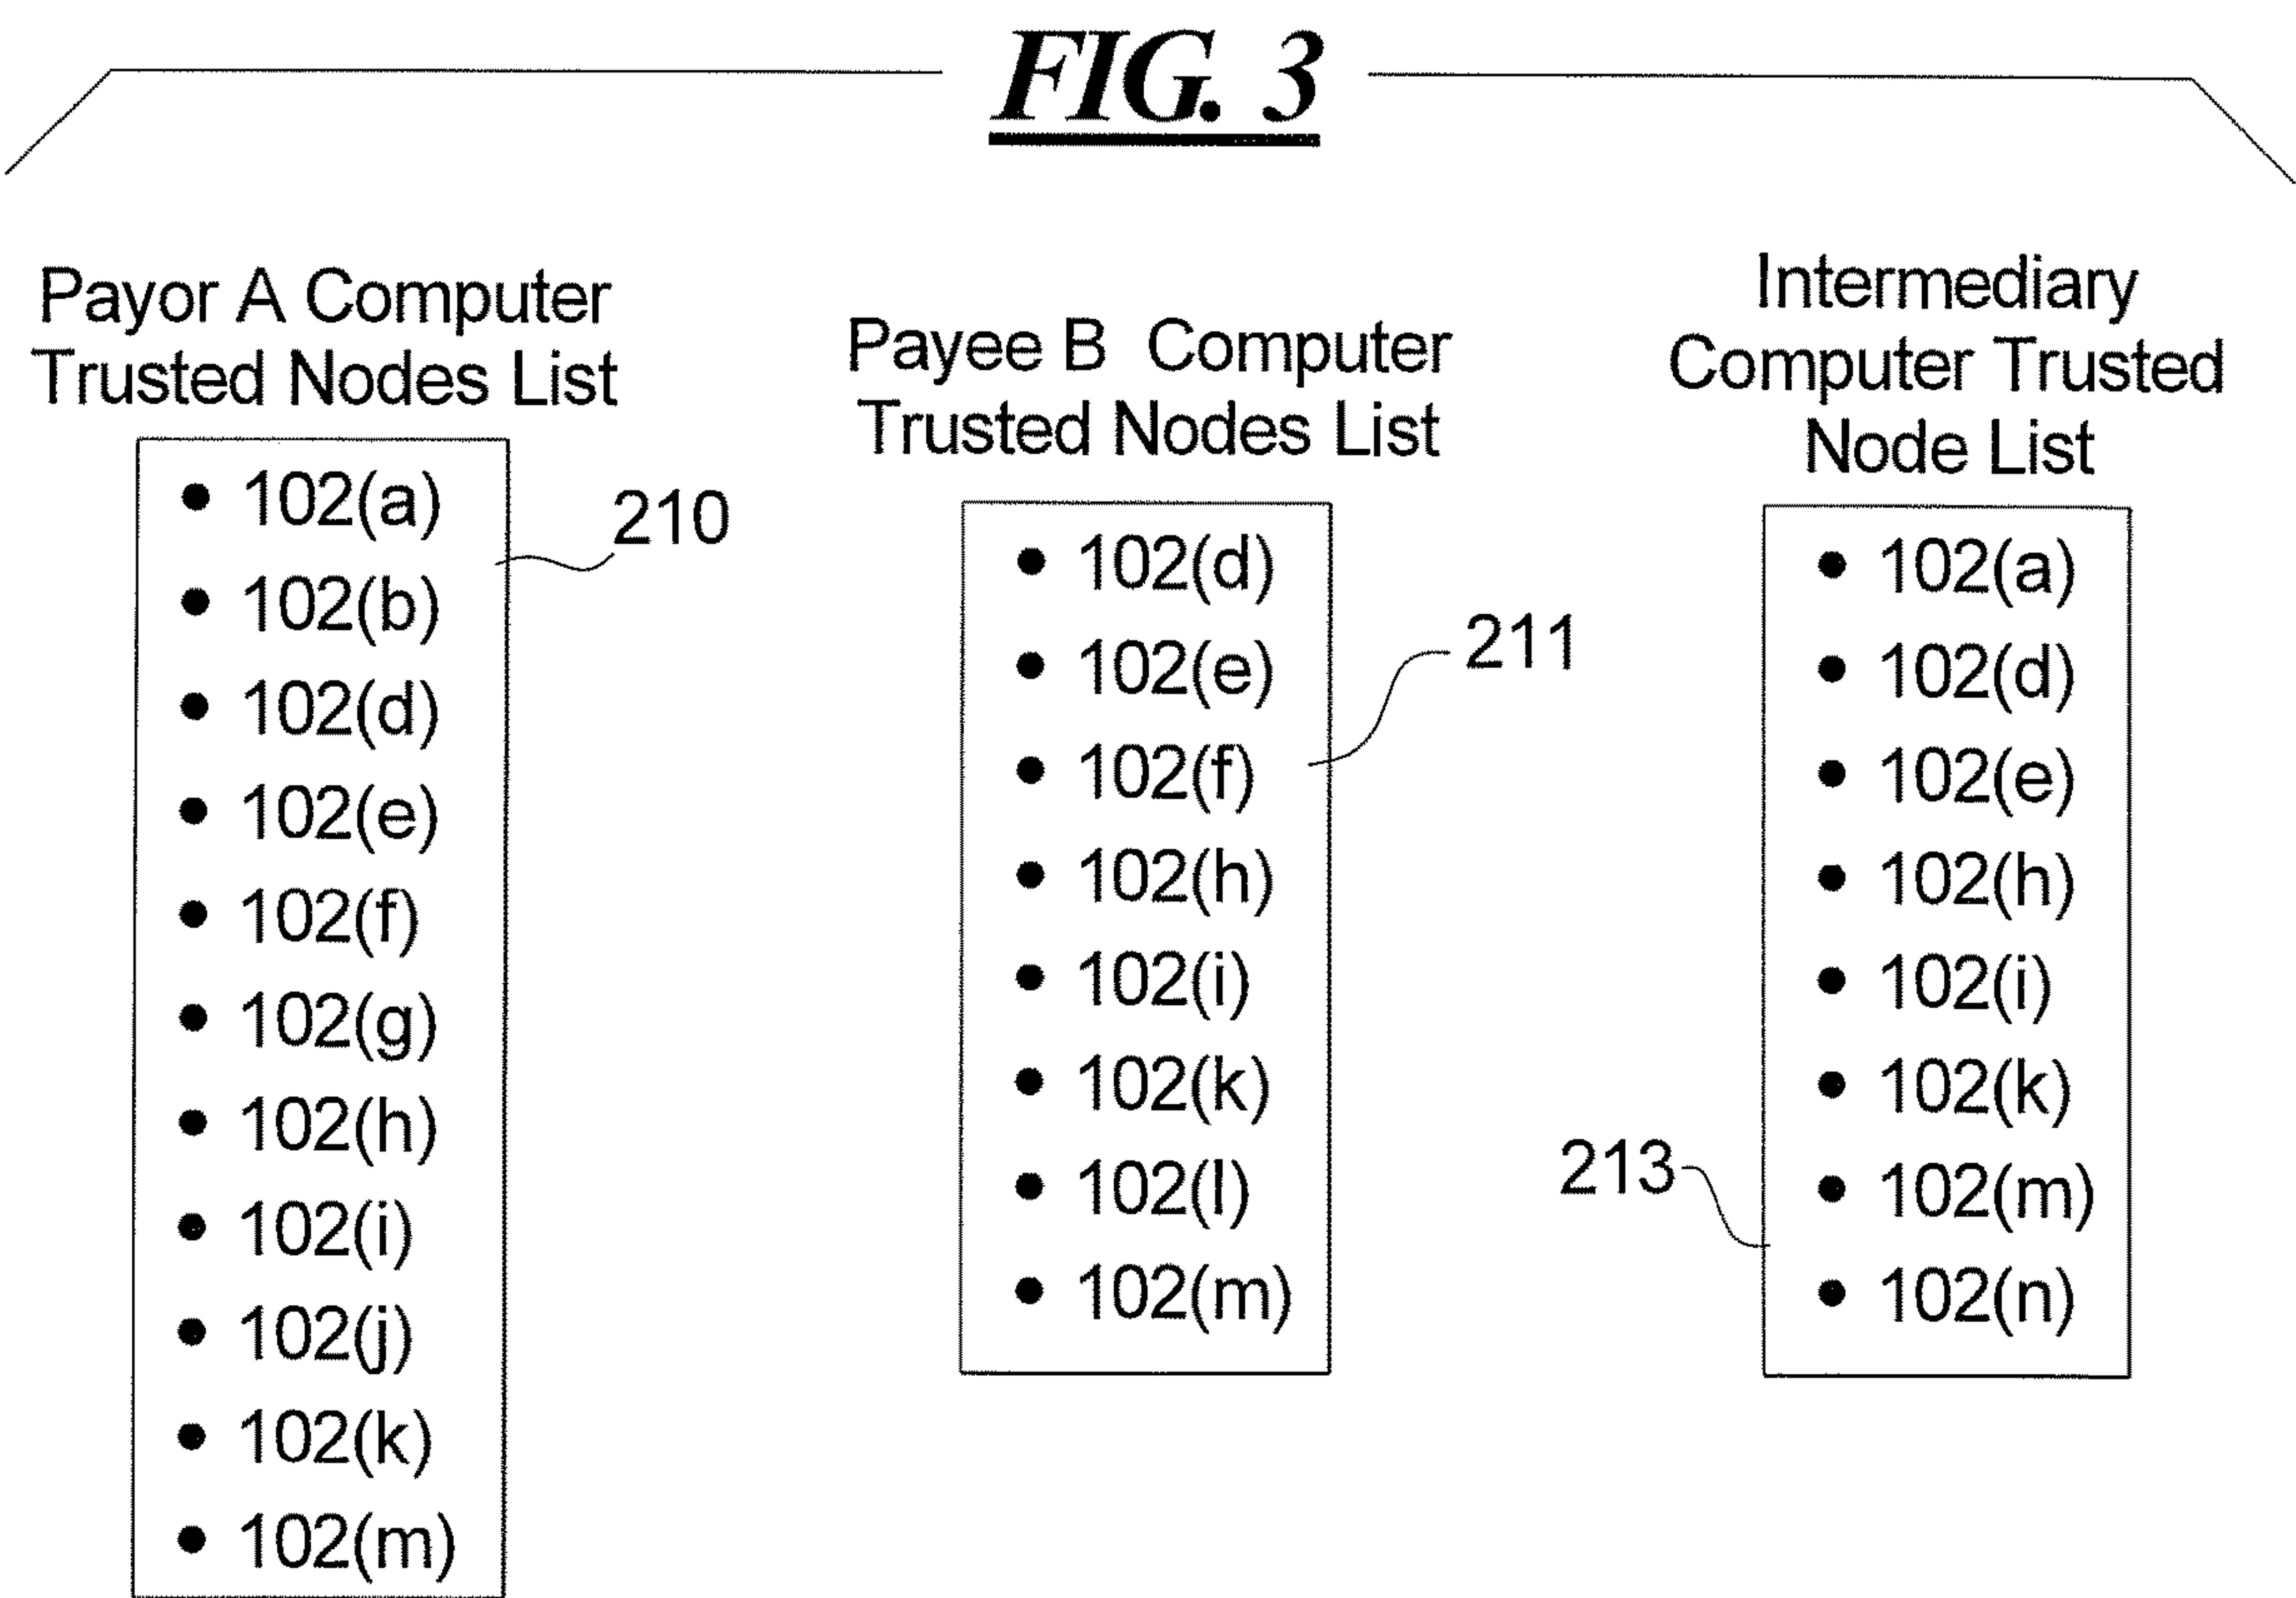 FIG. 3
Payor A Computer
Trusted Nodes List
• 102(a)
• 102(b)
• 102(d)
• 102(e)
• 102(f)
• 102(g)
• 102(h)
• 102(i)
• 102(j)
• 102(k)
• 102(m)
210
Payee B Computer
Trusted Nodes List
• 102(d)
• 102(e)
• 102(f)
• 102(h)
• 102(i)
• 102(k)
• 102(l)
• 102(m)
211
Intermediary
Computer Trusted
Node List
• 102(a)
• 102(d)
• 102(e)
• 102(h)
• 102(i)
• 102(k)
• 102(m)
• 102(n)
213